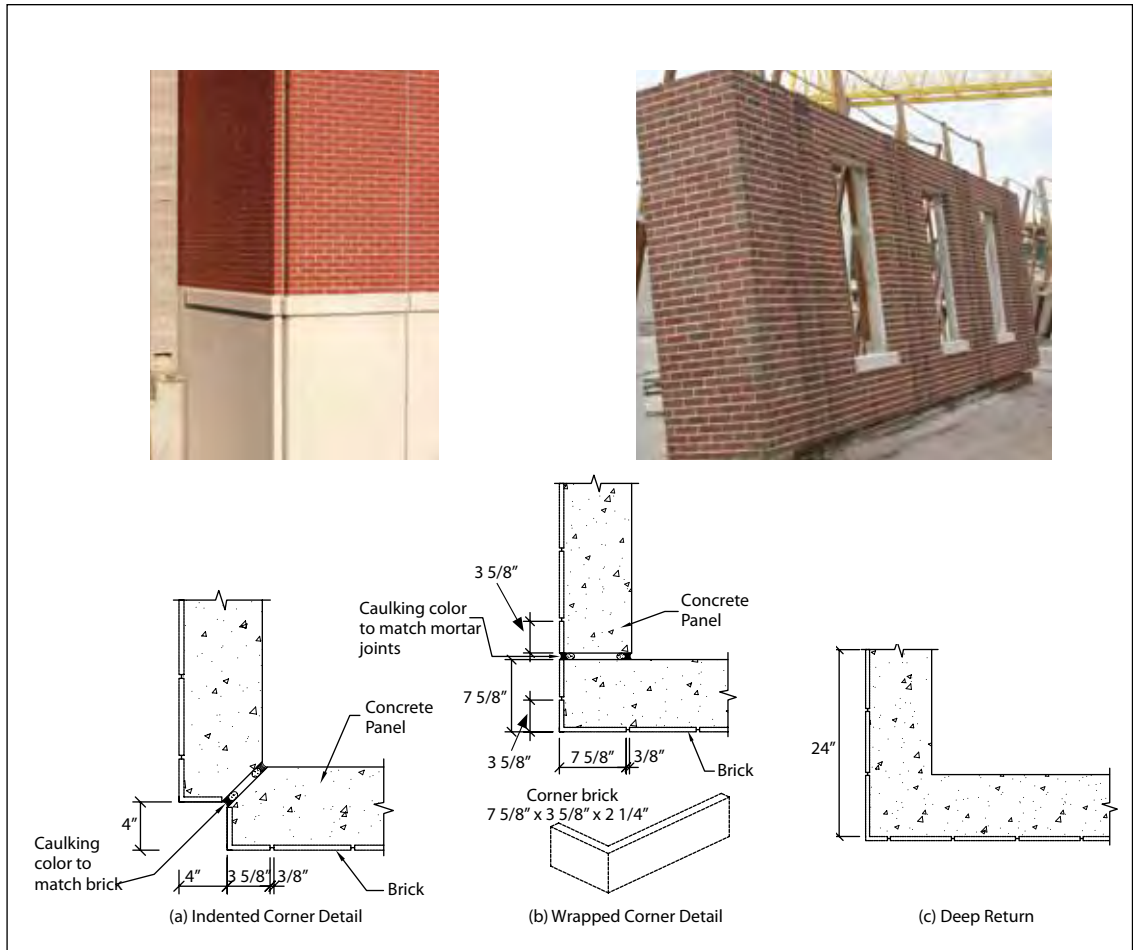 Caulking
color to
match brick
4”
4”
3 5/8”
3/8”
Concrete
Panel
Brick
(a) Indented Corner Detail
Caulking color
to match mortar
joints
3 5/8”
7 5/8”
3 5/8”
7 5/8”
3/8”
Concrete
Panel
Brick
Corner brick
7 5/8” x 3 5/8” x 2 1/4”
(b) Wrapped Corner Detail
24”
(c) Deep Return